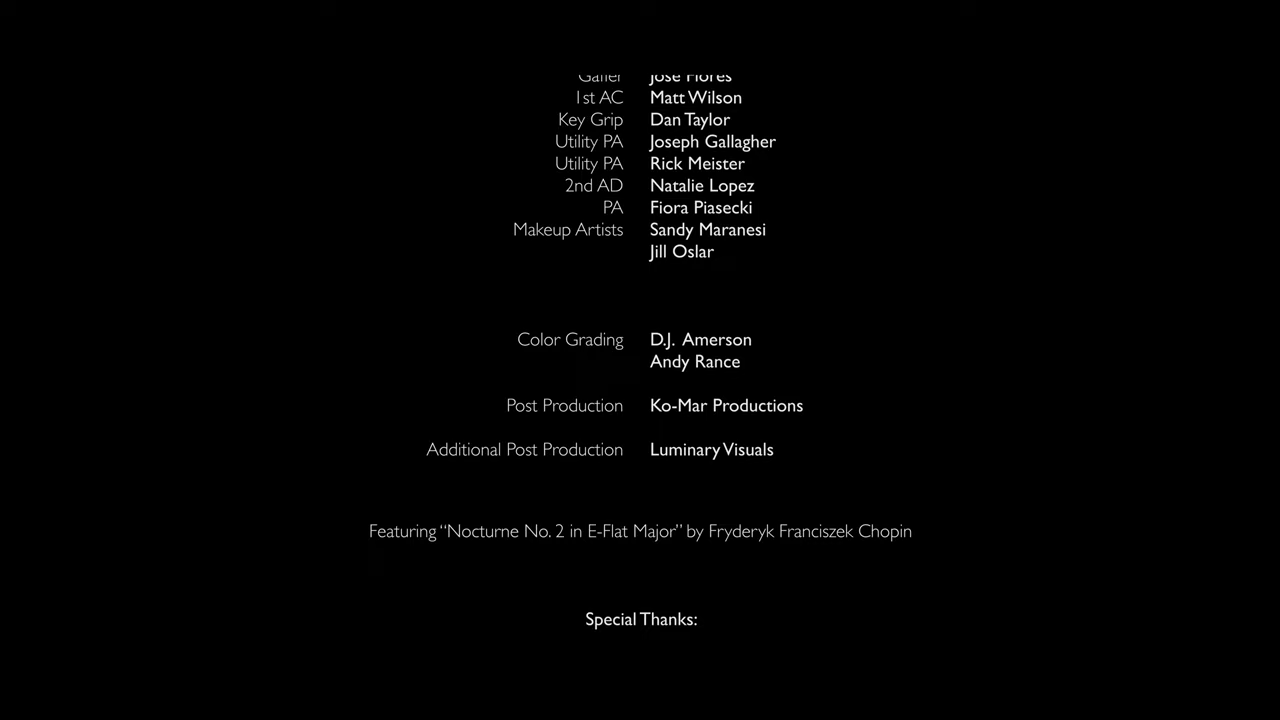 Gaffer Jose Flores
1st AC Matt Wilson
Key Grip Dan Taylor
Utility PA Joseph Gallagher
Utility PA Rick Meister
2nd AD Natalie Lopez
PA Fiora Piasecki
Makeup Artists Sandy Maranesi
Jill Oslar
Color Grading D.J. Amerson
Andy Rance
Post Production Ko-Mar Productions
Additional Post Production Luminary Visuals
Featuring “Nocturne No. 2 in E-Flat Major” by Fryderyk Franciszek Chopin
Special Thanks: